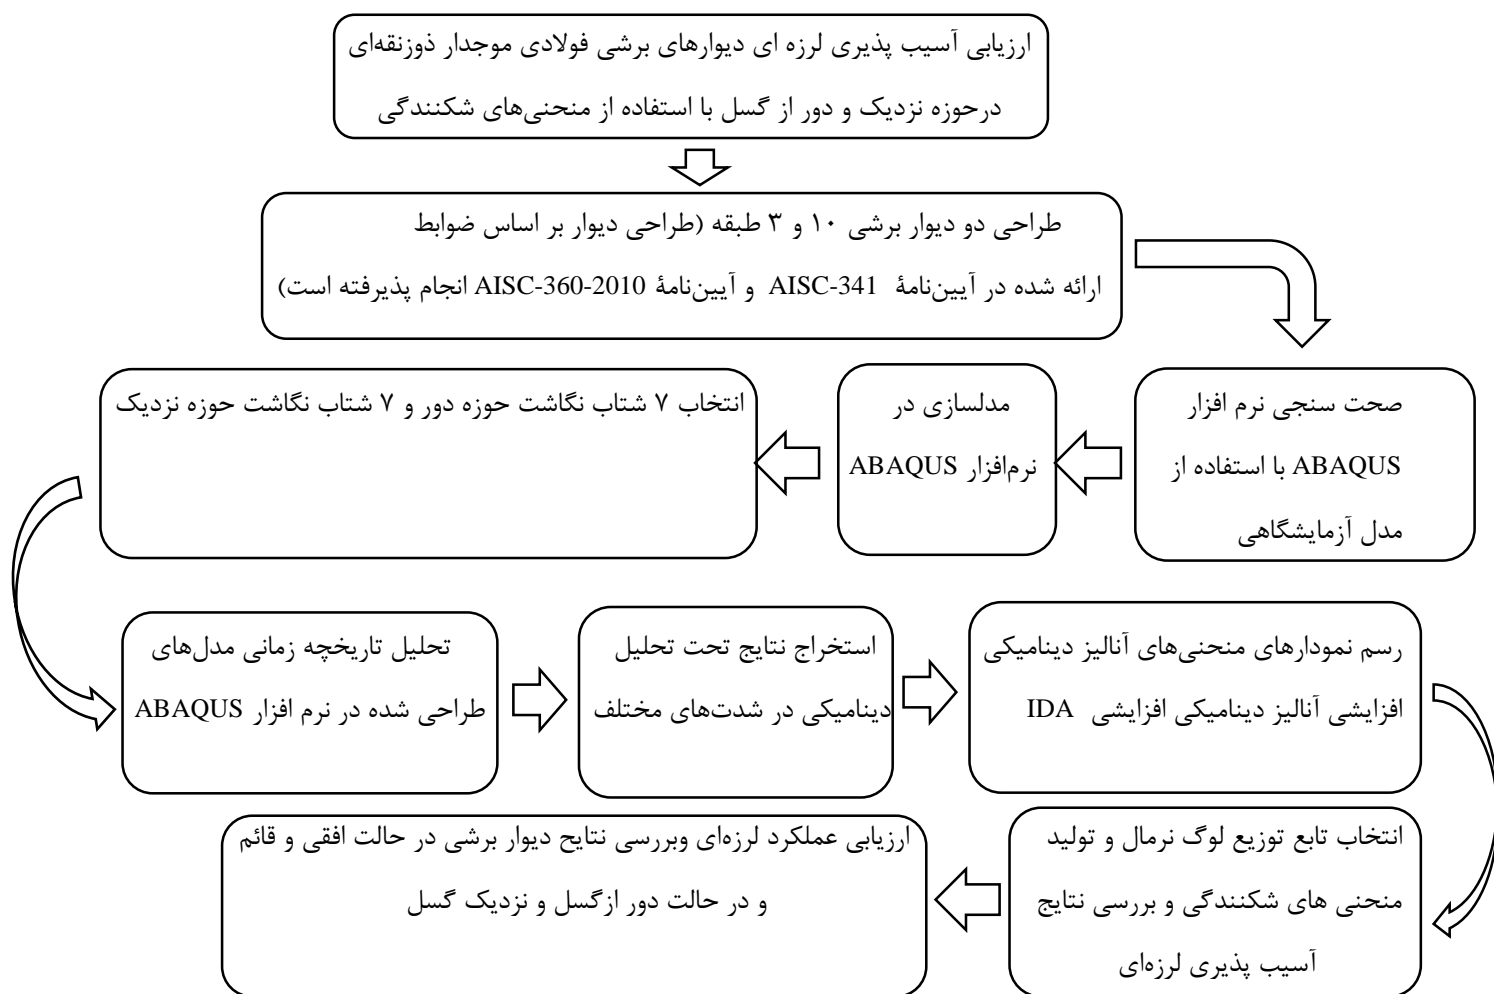 ارزیابی آسیب پذیری لرزه ای دیوارهای برشی فولادی موجدار ذوزنقه‌ای
درحوزه نزدیک و دور از گسل با استفاده از منحنی‌های شکنندگی
طراحی دو دیوار برشی ۱۰ و ۳ طبقه (طراحی دیوار بر اساس ضوابط
ارائه شده در آیین‌نامهٔ AISC-341 و آیین‌نامهٔ AISC-360-2010 انجام پذیرفته است)
صحت سنجی نرم افزار
ABAQUS با استفاده از
مدل آزمایشگاهی
مدلسازی در
نرم‌افزار ABAQUS
انتخاب ۷ شتاب نگاشت حوزه دور و ۷ شتاب نگاشت حوزه نزدیک
تحلیل تاریخچه زمانی مدل‌های
طراحی شده در نرم افزار ABAQUS
استخراج نتایج تحت تحلیل
دینامیکی در شدت‌های مختلف
رسم نمودارهای منحنی‌های آنالیز دینامیکی
افزایشی آنالیز دینامیکی افزایشی IDA
انتخاب تابع توزیع لوگ نرمال و تولید
منحنی های شکنندگی و بررسی نتایج
آسیب پذیری لرزه‌ای
ارزیابی عملکرد لرزه‌ای وبررسی نتایح دیوار برشی در حالت افقی و قائم
و در حالت دور ازگسل و نزدیک گسل